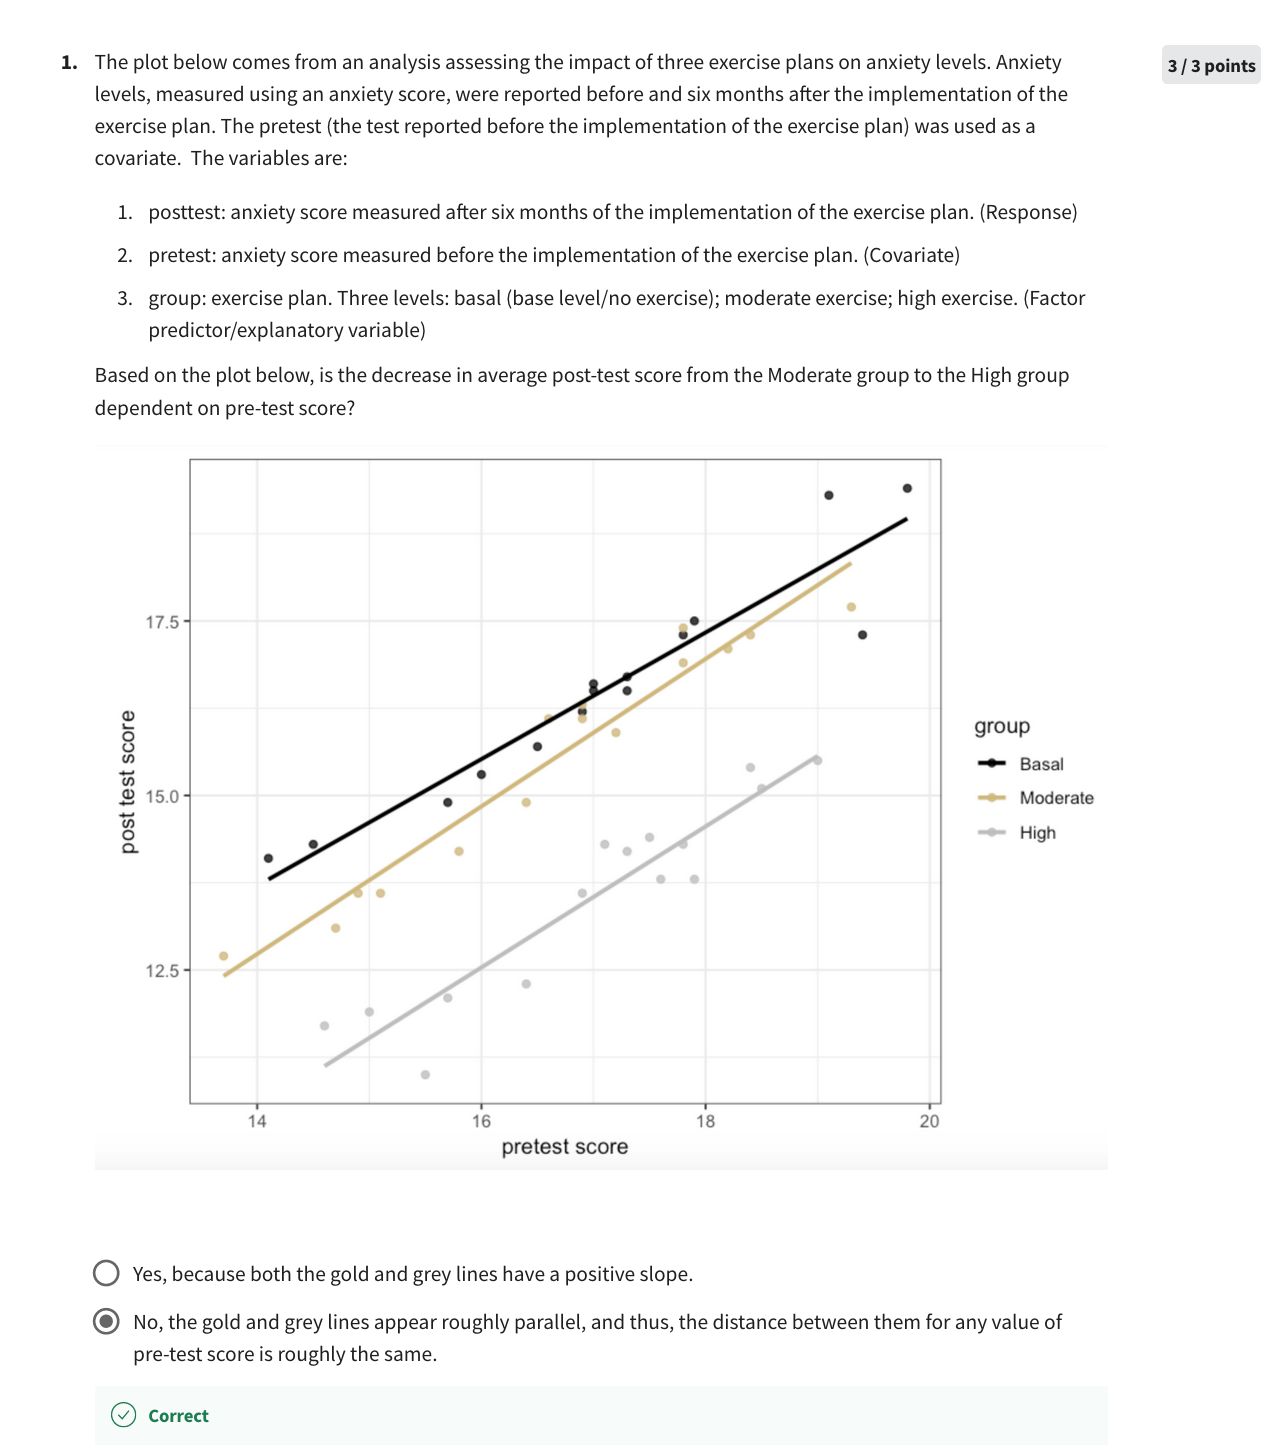 1. The plot below comes from an analysis assessing the impact of three exercise plans on anxiety levels. Anxiety
levels, measured using an anxiety score, were reported before and six months after the implementation of the
exercise plan. The pretest (the test reported before the implementation of the exercise plan) was used as a
covariate.  The variables are:
3 / 3 points
1. posttest: anxiety score measured after six months of the implementation of the exercise plan. (Response)
2. pretest: anxiety score measured before the implementation of the exercise plan. (Covariate)
3. group: exercise plan. Three levels: basal (base level/no exercise); moderate exercise; high exercise. (Factor
predictor/explanatory variable)
Based on the plot below, is the decrease in average post-test score from the Moderate group to the High group
dependent on pre-test score?
17.5
15.0
12.5
post test score
14 16 18 20
pretest score
group
Basal
Moderate
High
Yes, because both the gold and grey lines have a positive slope.
No, the gold and grey lines appear roughly parallel, and thus, the distance between them for any value of
pre-test score is roughly the same.
Correct